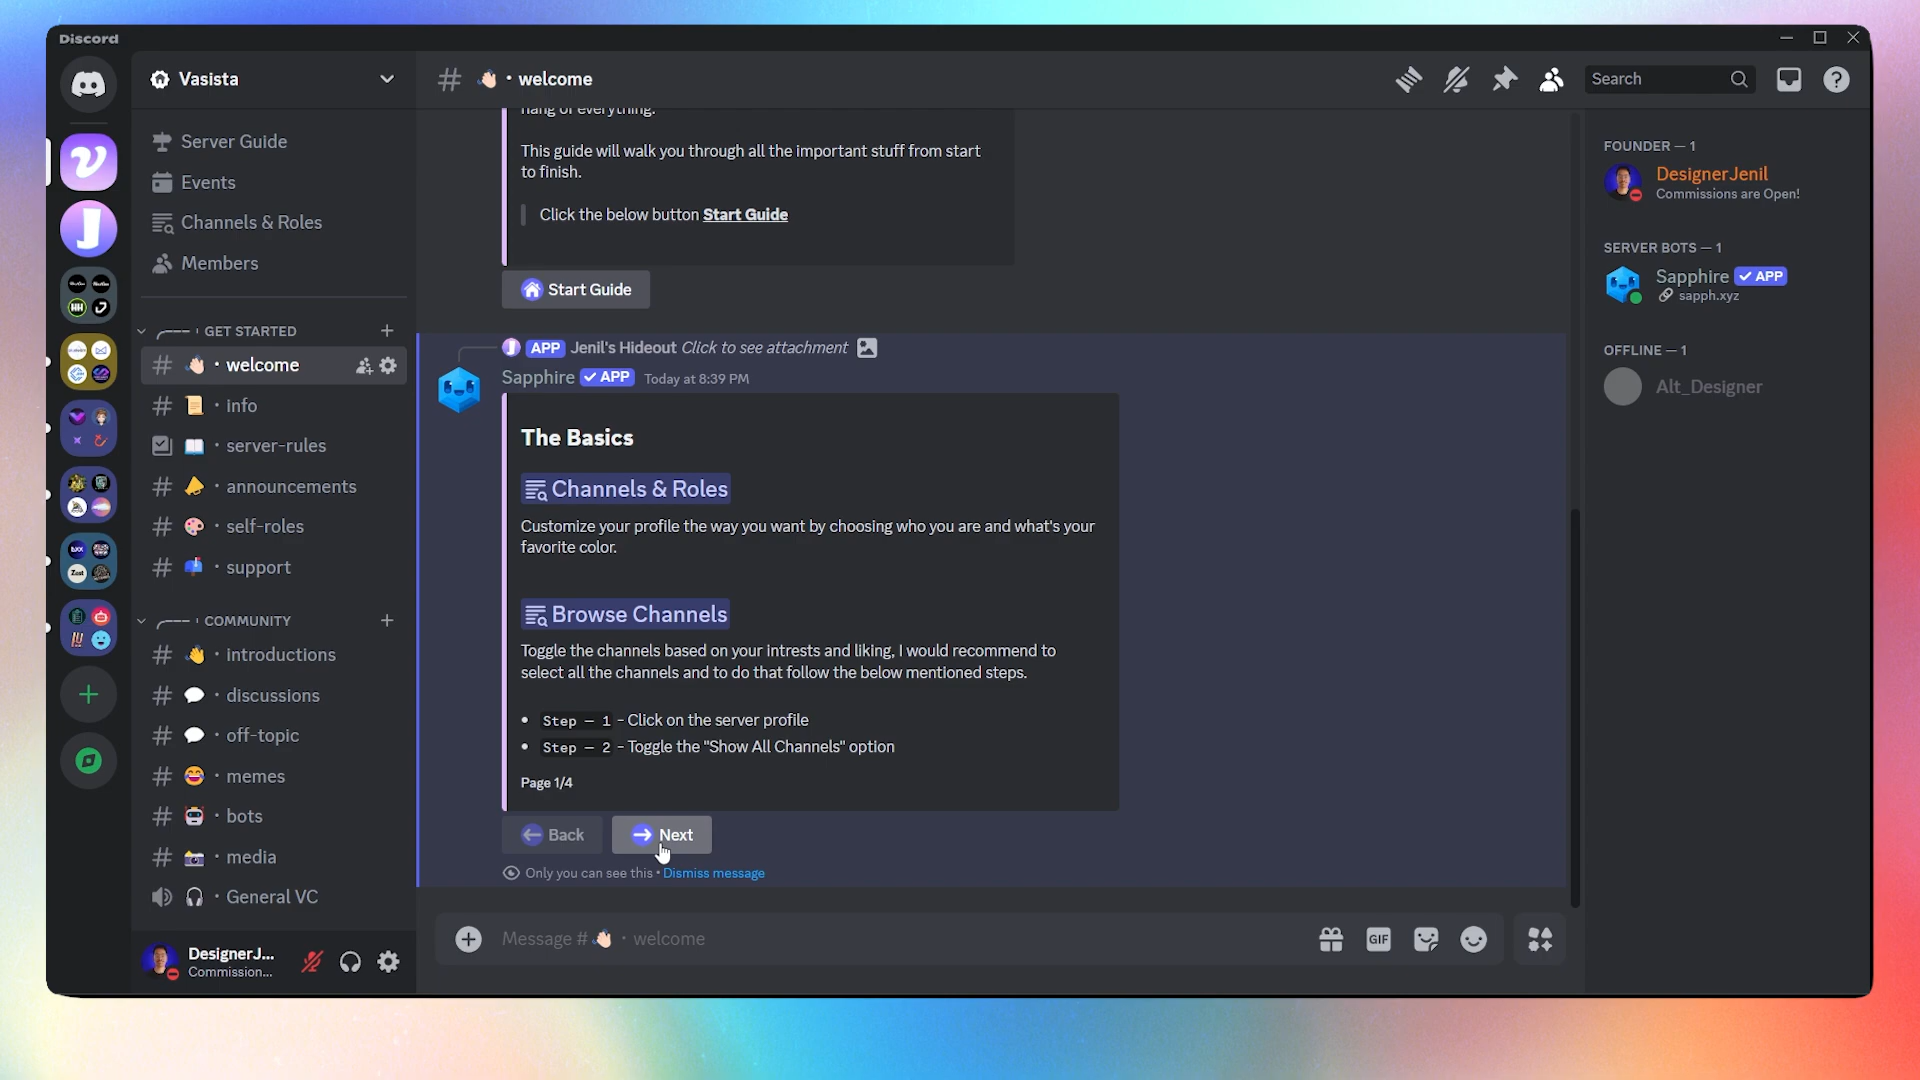 Discord
Vasista
Server Guide
Events
Channels & Roles
Members
GET STARTED
welcome
info
server-rules
announcements
self-roles
support
COMMUNITY
introductions
discussions
off-topic
memes
bots
media
General VC
DesignerJ...
Commission...
# • welcome
Search
hang of everything.
This guide will walk you through all the important stuff from start
to finish.
Click the below button Start Guide
Start Guide
APP Jenil's Hideout Click to see attachment
Sapphire ✓ APP Today at 8:39 PM
The Basics
Channels & Roles
Customize your profile the way you want by choosing who you are and what's your
favorite color.
Browse Channels
Toggle the channels based on your intrests and liking, I would recommend to
select all the channels and to do that follow the below mentioned steps.
• Step – 1 - Click on the server profile
• Step – 2 - Toggle the "Show All Channels" option
Page 1/4
Back
Next
Only you can see this • Dismiss message
Message # • welcome
GIF
FOUNDER — 1
DesignerJenil
Commissions are Open!
SERVER BOTS — 1
Sapphire ✓ APP
sapph.xyz
OFFLINE — 1
Alt_Designer